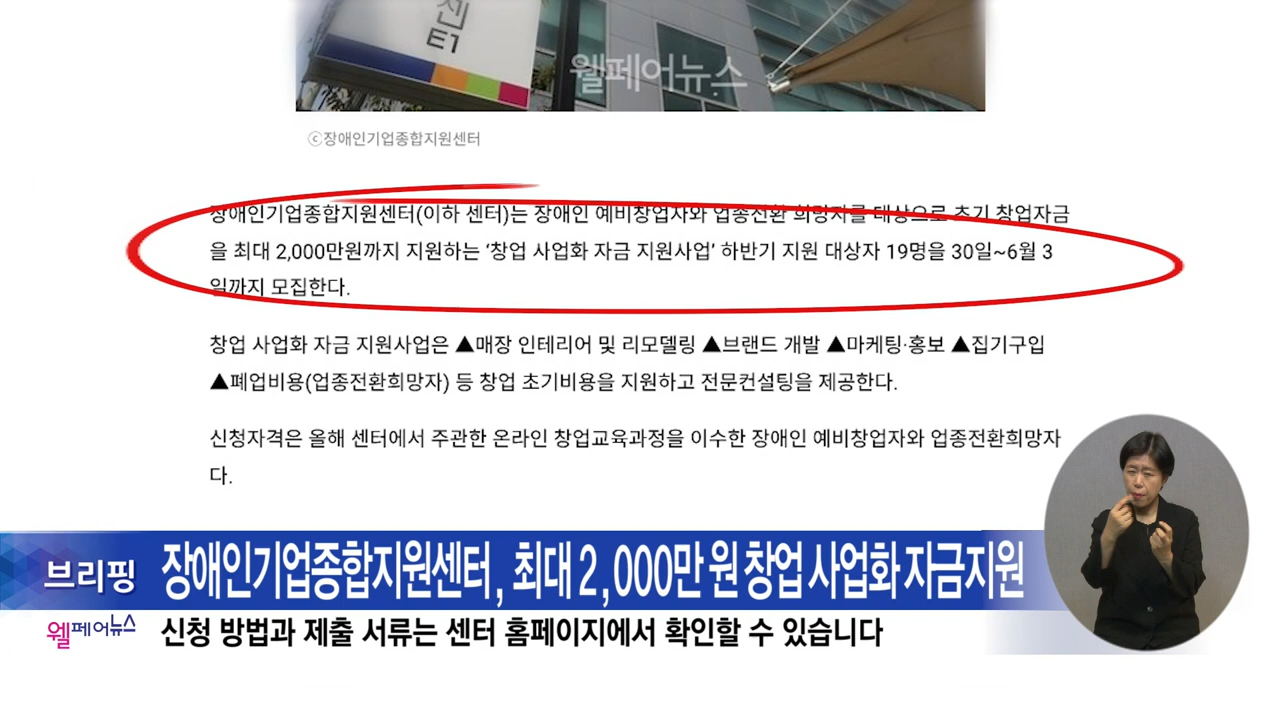 센
터
웰페어뉴스
ⓒ장애인기업종합지원센터
장애인기업종합지원센터(이하 센터)는 장애인 예비창업자와 업종전환 희망자를 대상으로 초기 창업자금
을 최대 2,000만원까지 지원하는 ‘창업 사업화 자금 지원사업’ 하반기 지원 대상자 19명을 30일~6월 3
일까지 모집한다.
창업 사업화 자금 지원사업은 ▲매장 인테리어 및 리모델링 ▲브랜드 개발 ▲마케팅·홍보 ▲집기구입
▲폐업비용(업종전환희망자) 등 창업 초기비용을 지원하고 전문컨설팅을 제공한다.
신청자격은 올해 센터에서 주관한 온라인 창업교육과정을 이수한 장애인 예비창업자와 업종전환희망자
다.
브리핑 장애인기업종합지원센터, 최대 2,000만 원 창업 사업화 자금지원
웰페어뉴스 신청 방법과 제출 서류는 센터 홈페이지에서 확인할 수 있습니다